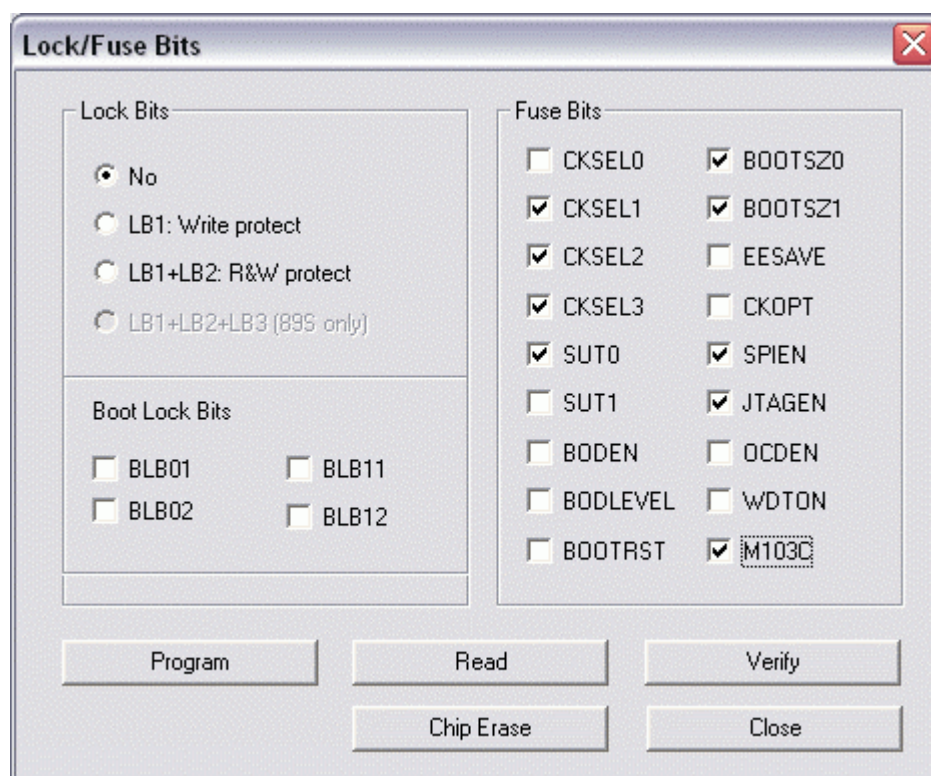 Lock/Fuse Bits
Lock Bits
No
LB1: Write protect
LB1+LB2: R&W protect
LB1+LB2+LB3 (89S only)
Boot Lock Bits
BLB01 BLB11
BLB02 BLB12
Fuse Bits
CKSEL0 BOOTSZ0
CKSEL1 BOOTSZ1
CKSEL2 EESAVE
CKSEL3 CKOPT
SUT0 SPIEN
SUT1 JTAGEN
BODEN OCDEN
BODLEVEL WDTON
BOOTRST M103C
Program Read Verify
Chip Erase Close